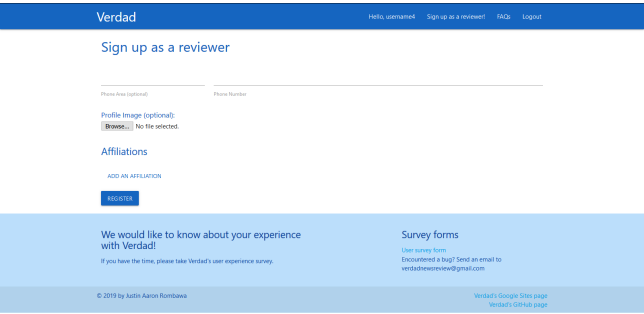 Verdad
Hello, username4 Sign up as a reviewer! FAQs Logout
Sign up as a reviewer
Phone Area (optional) Phone Number
Profile Image (optional):
Browse... No file selected.
Affiliations
ADD AN AFFILIATION
REGISTER
We would like to know about your experience
with Verdad!
If you have the time, please take Verdad's user experience survey.
Survey forms
User survey form
Encountered a bug? Send an email to
verdadnewsreview@gmail.com
© 2019 by Justin Aaron Rombawa
Verdad's Google Sites page
Verdad's GitHub page